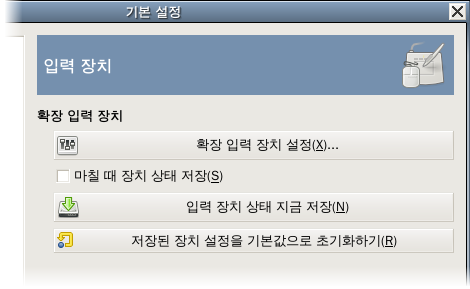 기본 설정
입력 장치
확장 입력 장치
확장 입력 장치 설정(X)...
마칠 때 장치 상태 저장(S)
입력 장치 상태 지금 저장(N)
저장된 장치 설정을 기본값으로 초기화하기(R)